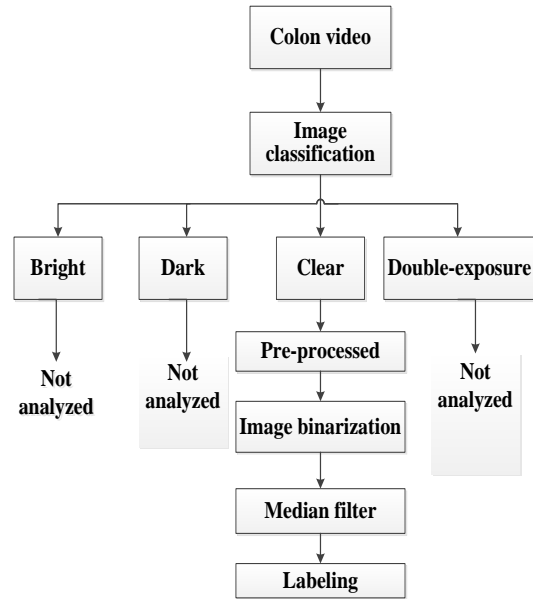 Colon video
Image
classification
Bright
Dark
Clear
Double-exposure
Not
analyzed
Not
analyzed
Pre-processed
Not
analyzed
Image binarization
Median filter
Labeling